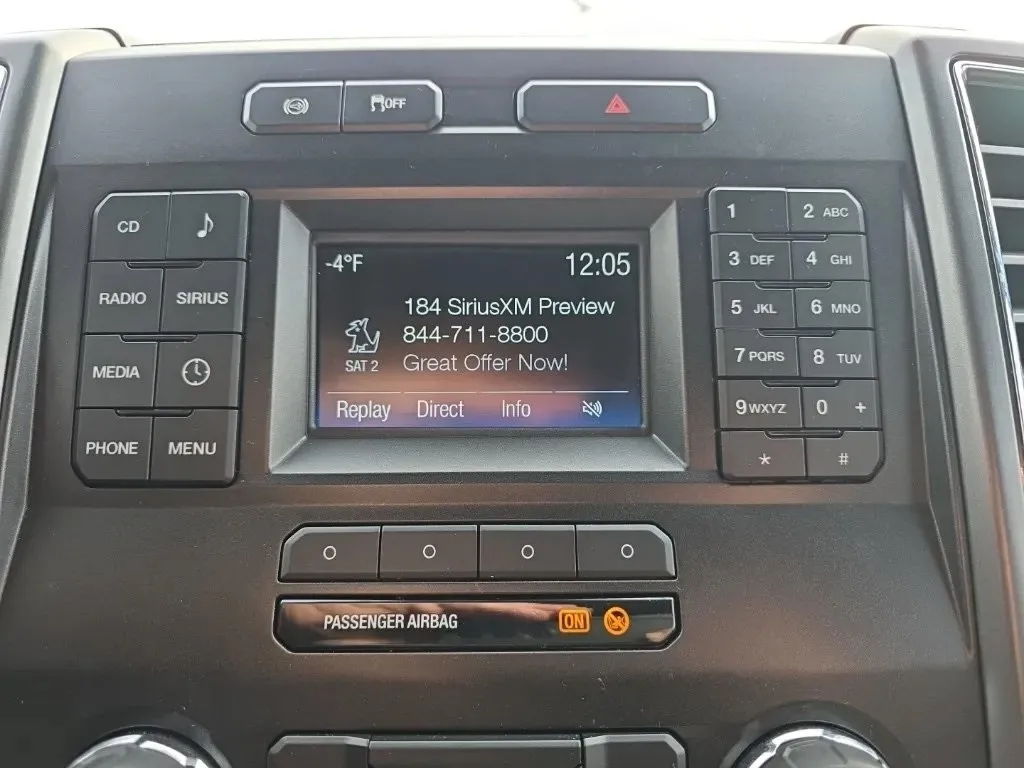 OFF
CD
RADIO SIRIUS
MEDIA
PHONE MENU
-4°F 12:05
184 SiriusXM Preview
844-711-8800
SAT 2 Great Offer Now!
Replay Direct Info
1 2 ABC
3 DEF 4 GHI
5 JKL 6 MNO
7 PQRS 8 TUV
9 WXYZ 0 +
* #
PASSENGER AIRBAG ON